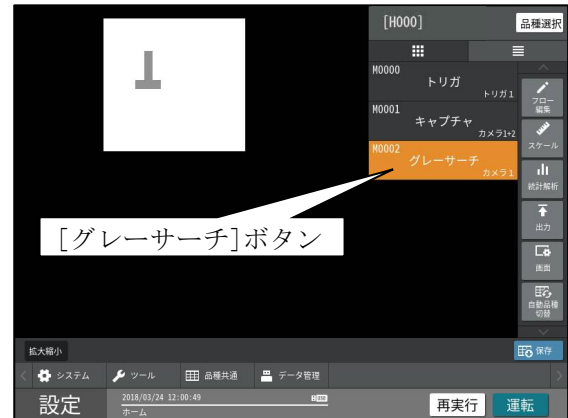 [H000]
品種選択
M0000
トリガ
トリガ1
M0001
キャプチャ
カメラ1+2
M0002
グレーサーチ
カメラ1
フロー
編集
スケール
統計解析
出力
画面
自動品種
切替
[グレーサーチ]ボタン
拡大縮小
保存
システム
ツール
品種共通
データ管理
設定
2018/03/24 12:00:49
ホーム
再実行
運転